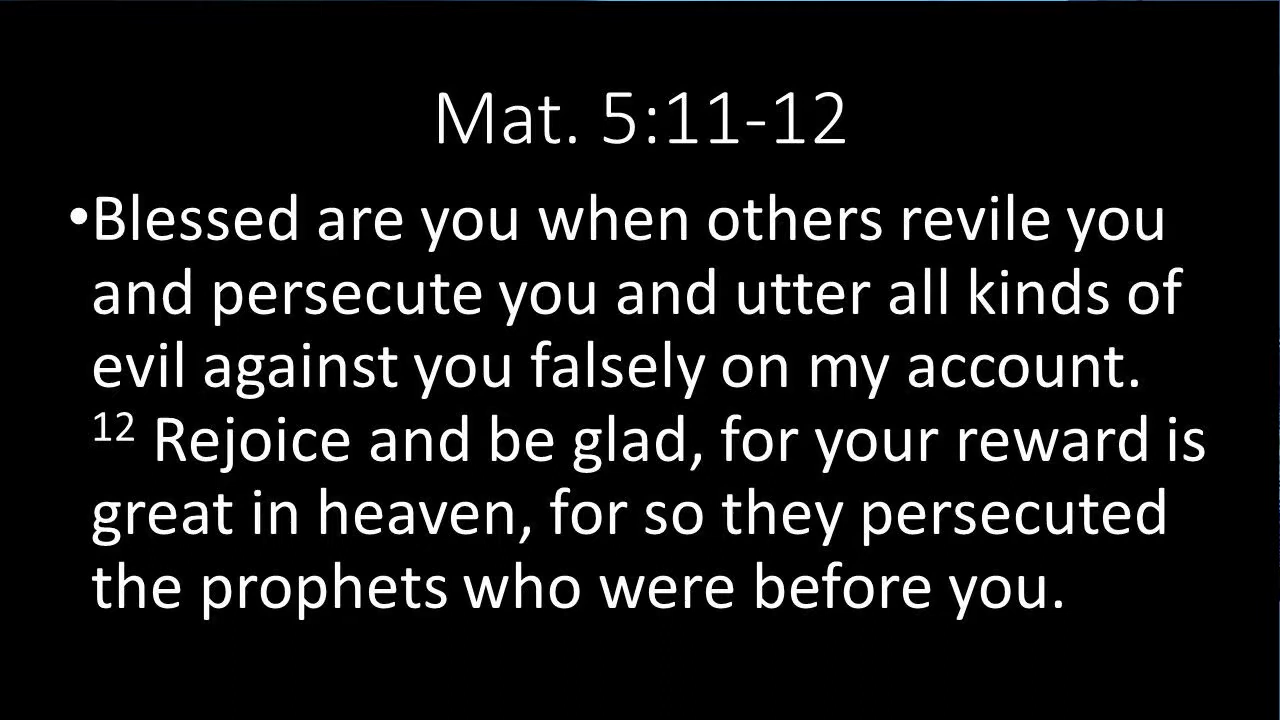 Mat. 5:11-12
•Blessed are you when others revile you
and persecute you and utter all kinds of
evil against you falsely on my account.
12 Rejoice and be glad, for your reward is
great in heaven, for so they persecuted
the prophets who were before you.